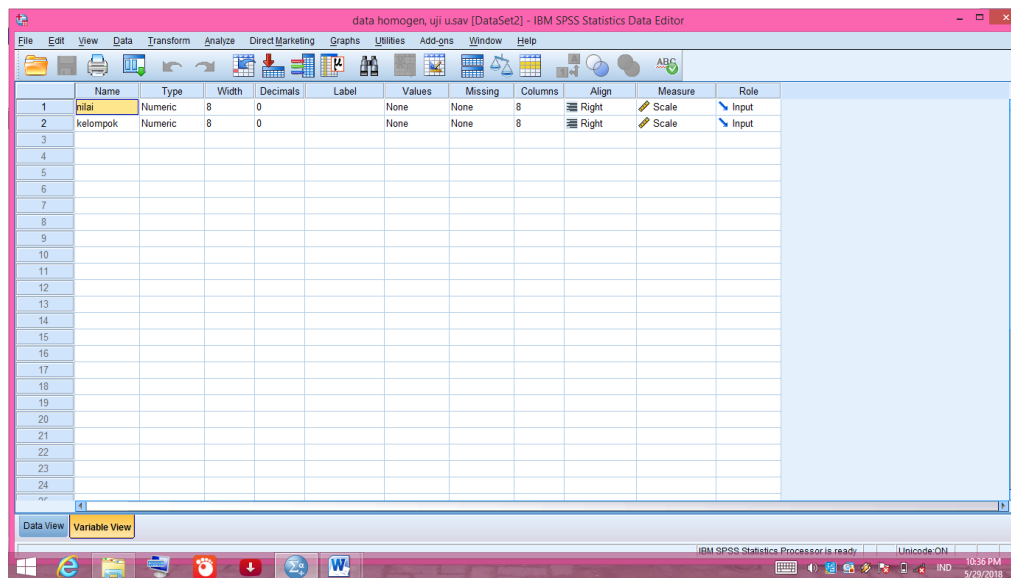 data homogen, uji u.sav [DataSet2] - IBM SPSS Statistics Data Editor
File Edit View Data Transform Analyze Direct Marketing Graphs Utilities Add-ons Window Help
Name Type Width Decimals Label Values Missing Columns Align Measure Role
1 nilai Numeric 8 0 None None 8 Right Scale Input
2 kelompok Numeric 8 0 None None 8 Right Scale Input
3
4
5
6
7
8
9
10
11
12
13
14
15
16
17
18
19
20
21
22
23
24
Data View Variable View
IBM SPSS Statistics Processor is ready Unicode:ON
IND 10:36 PM
5/29/2018